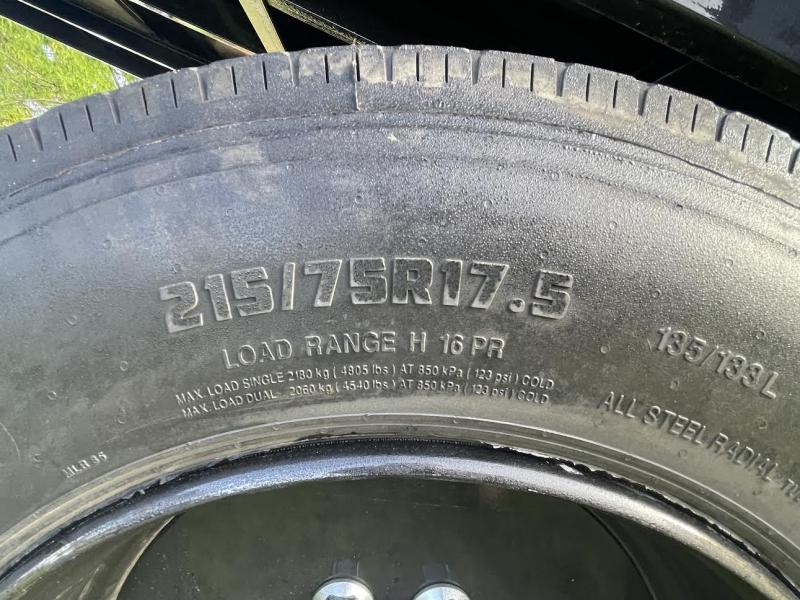 215/75R17.5
LOAD RANGE H 16 PR
135/133L
MAX. LOAD SINGLE 2180 kg ( 4805 lbs ) AT 850 kPa ( 123 psi ) COLD
MAX. LOAD DUAL 2060 kg ( 4540 lbs ) AT 850 kPa ( 123 psi ) COLD
ALL STEEL RADIAL